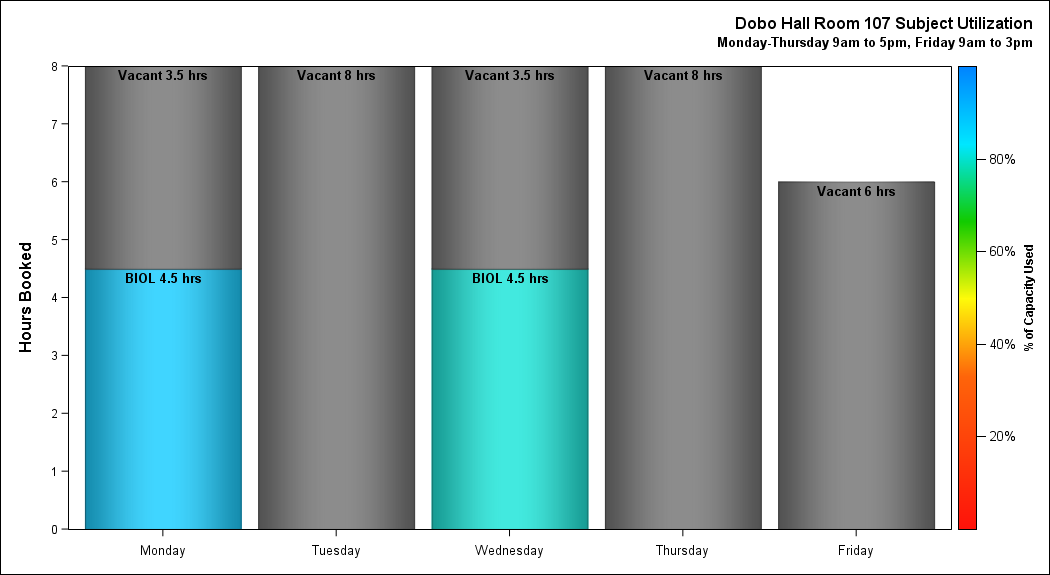 Dobo Hall Room 107 Subject Utilization
Monday-Thursday 9am to 5pm, Friday 9am to 3pm
Hours Booked
8
7
6
5
4
3
2
1
0
Vacant 3.5 hrs
BIOL 4.5 hrs
Vacant 8 hrs
Vacant 3.5 hrs
BIOL 4.5 hrs
Vacant 8 hrs
Vacant 6 hrs
Monday
Tuesday
Wednesday
Thursday
Friday
80%
60%
40%
20%
% of Capacity Used